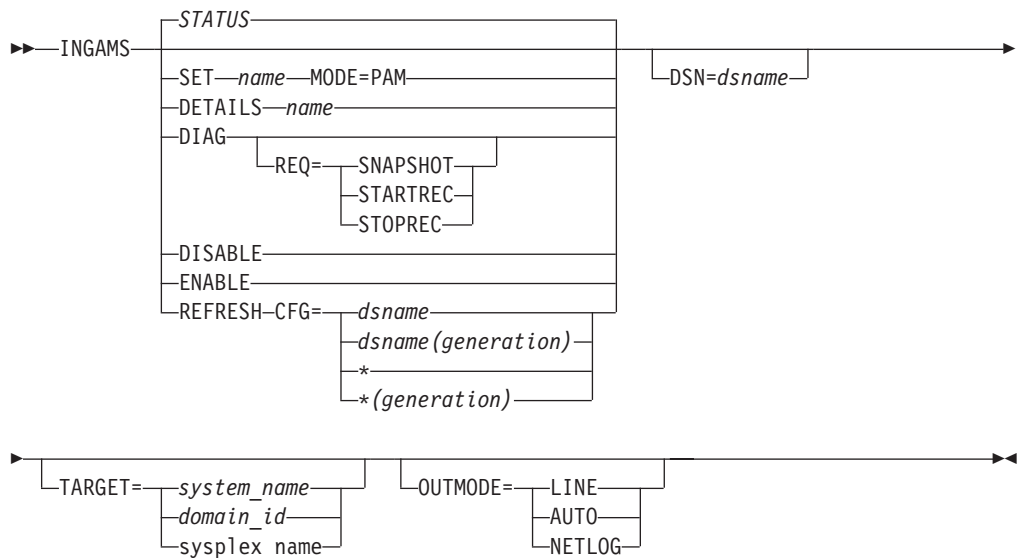 STATUS
INGAMS
DSN=dsname
SET name MODE=PAM
DETAILS name
DIAG
REQ= SNAPSHOT
STARTREC
STOPREC
DISABLE
ENABLE
REFRESH CFG= dsname
dsname(generation)
*
*(generation)
TARGET= system_name
domain_id
sysplex name
OUTMODE= LINE
AUTO
NETLOG